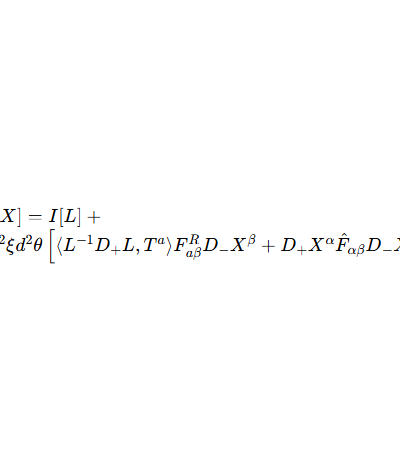 X] = I[L] +
²ξd²θ [⟨L⁻¹D₊L, Tᵃ⟩F^R_{aβ}D₋X^β + D₊X^α F̂_{αβ}D₋X